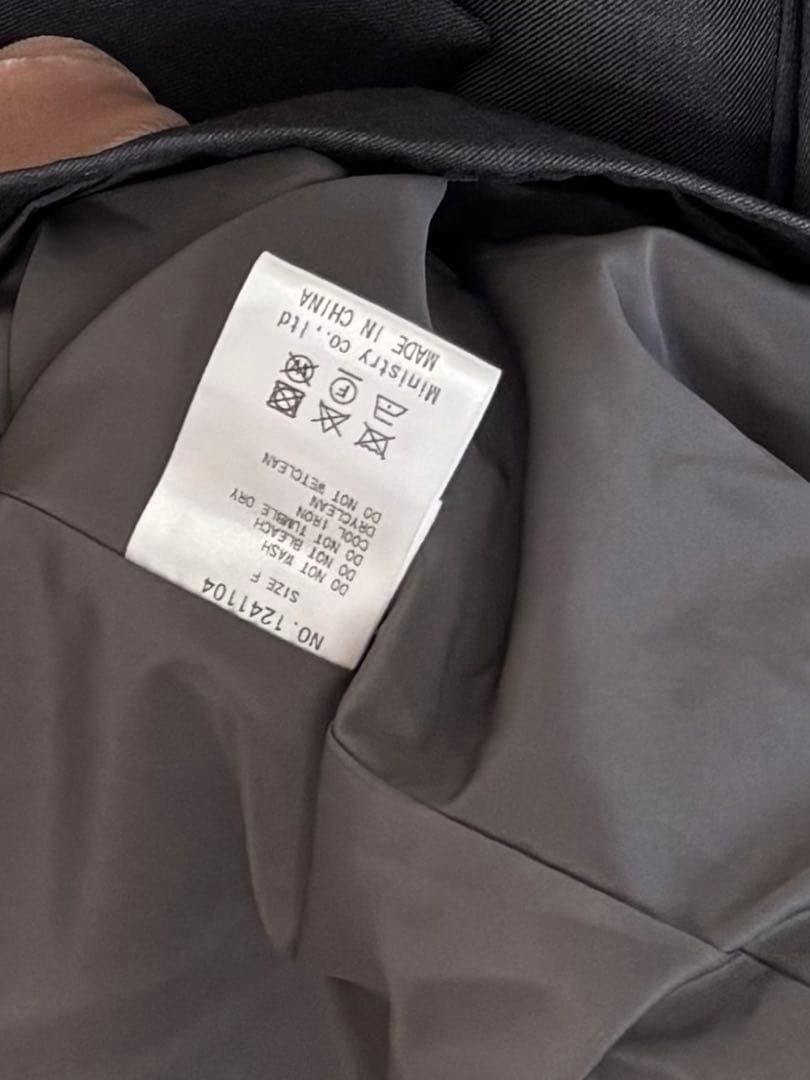 NO. 1241104
SIZE F
DO NOT WASH
DO NOT BLEACH
DO NOT TUMBLE DRY
COOL IRON
DRYCLEAN
DO NOT WETCLEAN
F
W
Ministry co., ltd
MADE IN CHINA